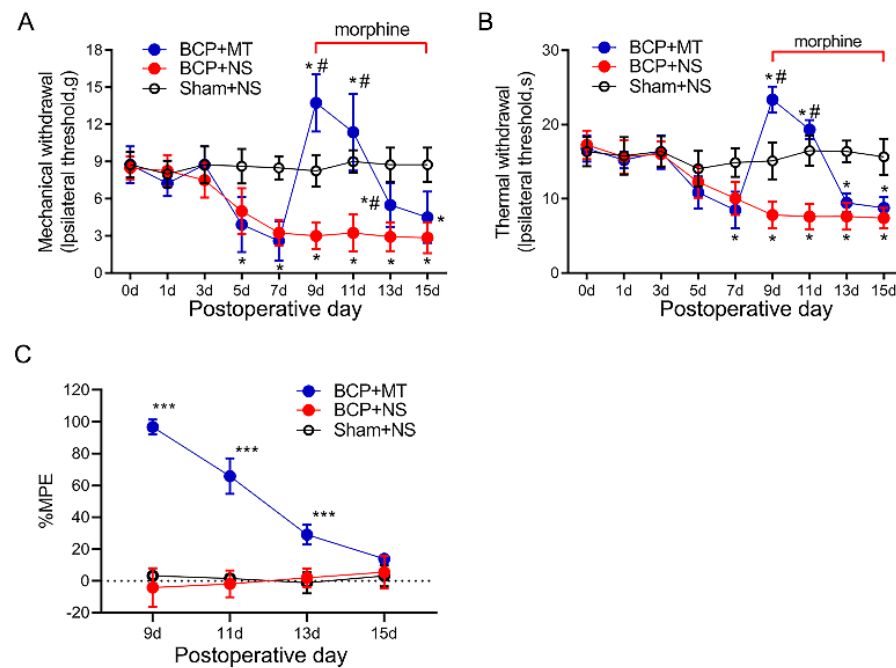 A
morphine
BCP+MT
BCP+NS
Sham+NS
Mechanical withdrawal
(Ipsilateral threshold,g)
18
15
12
9
6
3
0
*#
*#
*#
*
* * * * * *
0d 1d 3d 5d 7d 9d 11d 13d 15d
Postoperative day
B
morphine
BCP+MT
BCP+NS
Sham+NS
Thermal withdrawal
(Ipsilateral threshold,s)
30
20
10
0
*#
*#
* *
* * * * *
0d 1d 3d 5d 7d 9d 11d 13d 15d
Postoperative day
C
BCP+MT
BCP+NS
Sham+NS
%MPE
120
100
80
60
40
20
0
-20
***
***
***
9d 11d 13d 15d
Postoperative day